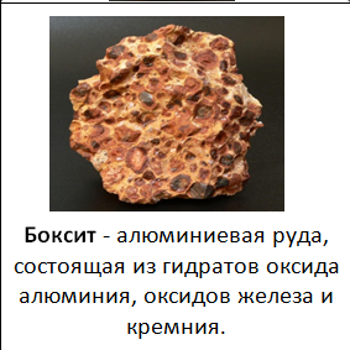 Боксит - алюминиевая руда,
состоящая из гидратов оксида
алюминия, оксидов железа и
кремния.